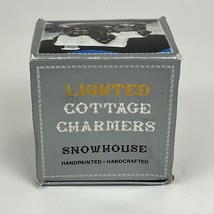 LIGHTED
COTTAGE
CHARMERS
SNOWHOUSE
HANDPAINTED • HANDCRAFTED